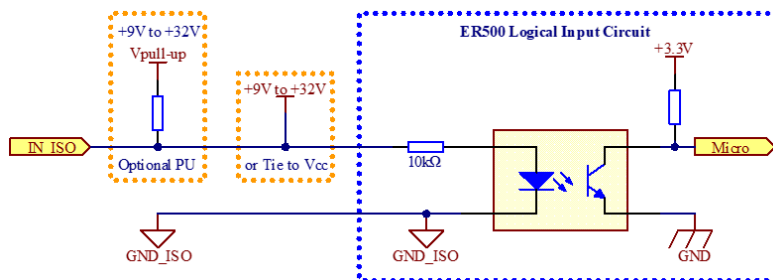 +9V to +32V
Vpull-up
ER500 Logical Input Circuit
+3.3V
+9V to +32V
IN_ISO
Optional PU
or Tie to Vcc
10kΩ
Micro
GND_ISO
GND_ISO
GND